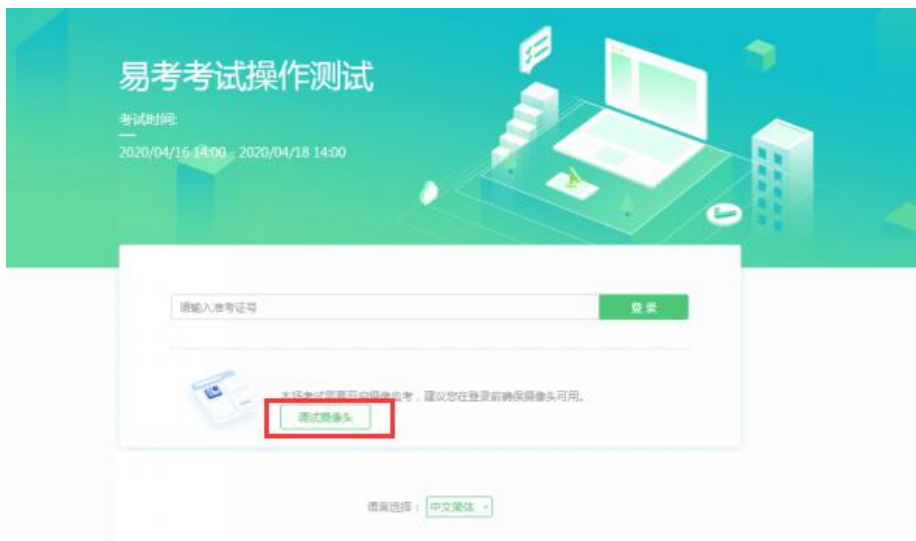 易考考试操作测试
考试时间:
2020/04/16 14:00 - 2020/04/18 14:00
请输入准考证号
登录
本场考试需要开启摄像监考，建议您在登录前确保摄像头可用。
调试摄像头
语言选择： 中文简体